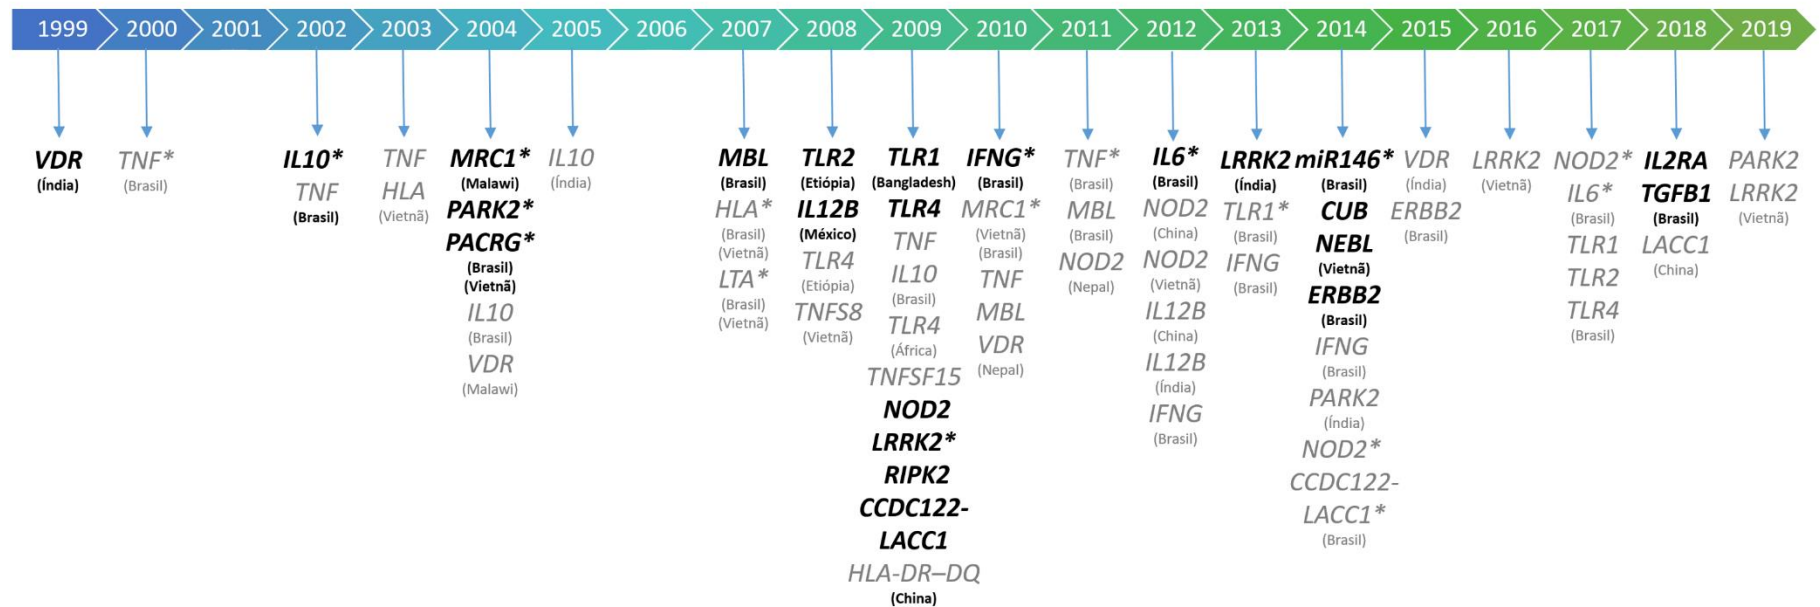 1999 2000 2001 2002 2003 2004 2005 2006 2007 2008 2009 2010 2011 2012 2013 2014 2015 2016 2017 2018 2019
VDR
(Índia)
TNF*
(Brasil)
IL10*
TNF
(Brasil)
TNF
HLA
(Vietnã)
MRC1*
(Malawi)
PARK2*
PACRG*
(Brasil)
(Vietnã)
IL10
(Brasil)
VDR
(Malawi)
IL10
(Índia)
MBL
(Brasil)
HLA*
(Brasil)
(Vietnã)
LTA*
(Brasil)
(Vietnã)
TLR2
(Etiópia)
IL12B
(México)
TLR4
(Etiópia)
TNFS8
(Vietnã)
TLR1
(Bangladesh)
TLR4
TNF
IL10
(Brasil)
TLR4
(África)
TNFSF15
NOD2
LRRK2*
RIPK2
CCDC122-
LACC1
HLA-DR–DQ
(China)
IFNG*
(Brasil)
MRC1*
(Vietnã)
(Brasil)
TNF
MBL
VDR
(Nepal)
TNF*
(Brasil)
MBL
(Brasil)
NOD2
(Nepal)
IL6*
(Brasil)
NOD2
(China)
NOD2
(Vietnã)
IL12B
(China)
IL12B
(Índia)
IFNG
(Brasil)
LRRK2
(Índia)
TLR1*
(Brasil)
IFNG
(Brasil)
miR146*
(Brasil)
CUB
NEBL
(Vietnã)
ERBB2
(Brasil)
IFNG
(Brasil)
PARK2
(Índia)
NOD2*
CCDC122-
LACC1*
(Brasil)
VDR
(Índia)
ERBB2
(Brasil)
LRRK2
(Vietnã)
NOD2*
IL6*
(Brasil)
TLR1
TLR2
TLR4
(Brasil)
IL2RA
TGFB1
(Brasil)
LACC1
(China)
PARK2
LRRK2
(Vietnã)